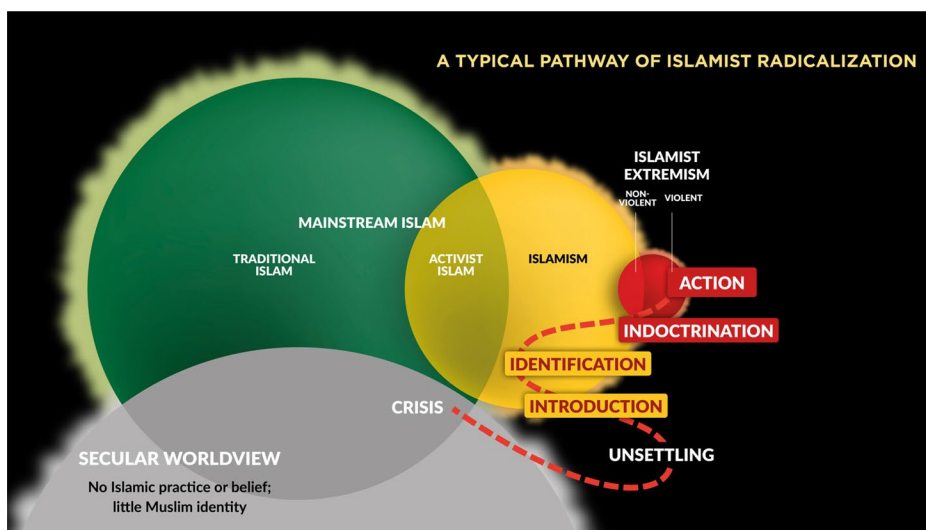 A TYPICAL PATHWAY OF ISLAMIST RADICALIZATION
ISLAMIST
EXTREMISM
NON-
VIOLENT
VIOLENT
MAINSTREAM ISLAM
TRADITIONAL
ISLAM
ACTIVIST
ISLAM
ISLAMISM
ACTION
INDOCTRINATION
IDENTIFICATION
INTRODUCTION
CRISIS
UNSETTLING
SECULAR WORLDVIEW
No Islamic practice or belief;
little Muslim identity